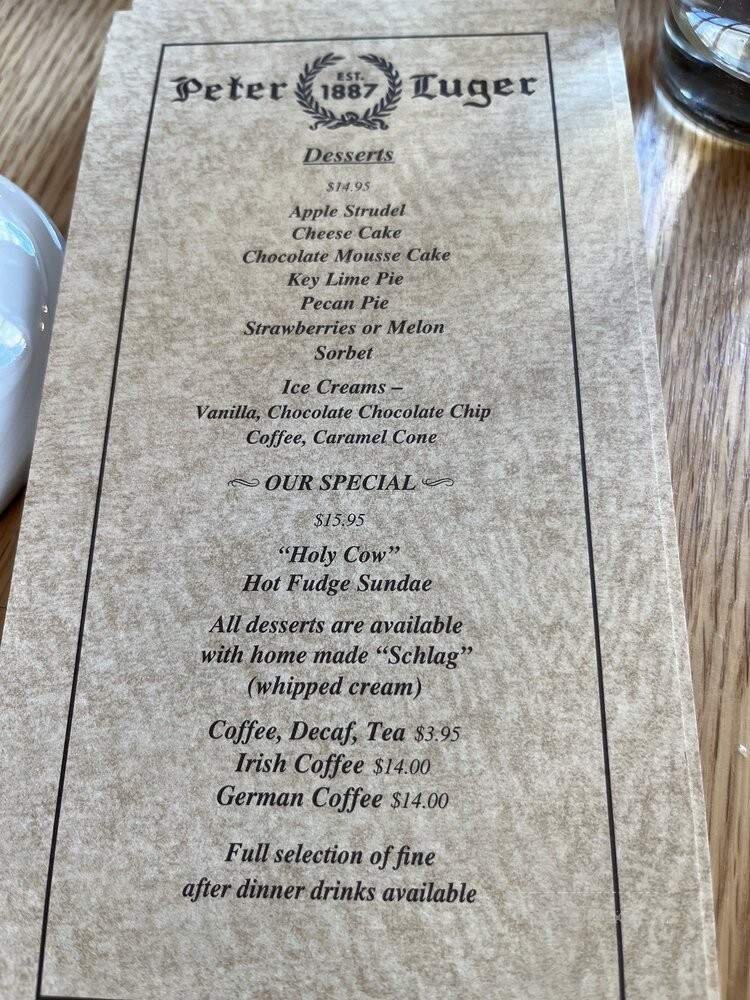 Peter EST. 1887 Luger
Desserts
$14.95
Apple Strudel
Cheese Cake
Chocolate Mousse Cake
Key Lime Pie
Pecan Pie
Strawberries or Melon
Sorbet
Ice Creams –
Vanilla, Chocolate Chocolate Chip
Coffee, Caramel Cone
OUR SPECIAL
$15.95
“Holy Cow”
Hot Fudge Sundae
All desserts are available
with home made “Schlag”
(whipped cream)
Coffee, Decaf, Tea $3.95
Irish Coffee $14.00
German Coffee $14.00
Full selection of fine
after dinner drinks available